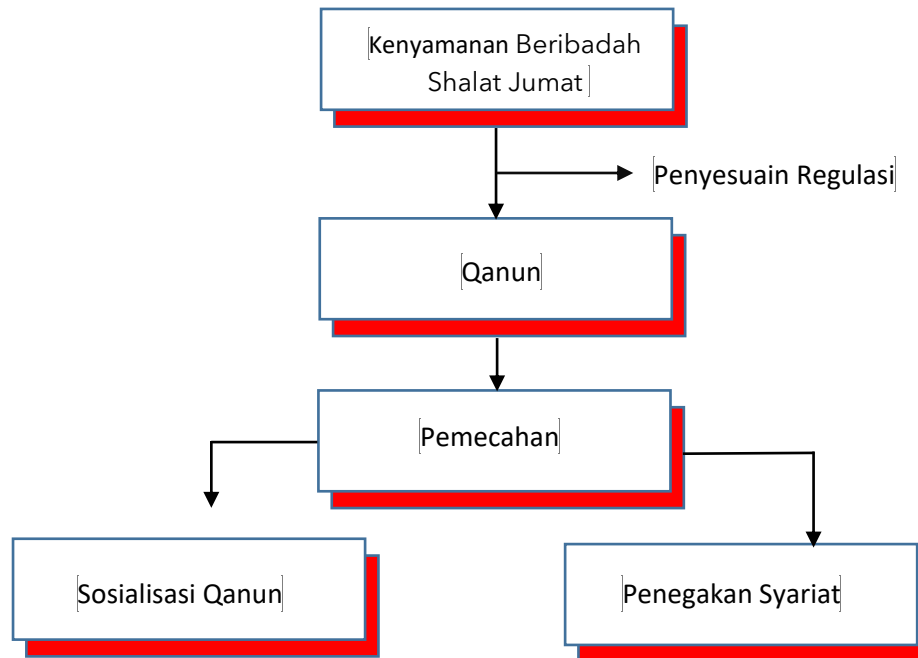 Kenyamanan Beribadah
Shalat Jumat
Penyesuain Regulasi
Qanun
Pemecahan
Sosialisasi Qanun
Penegakan Syariat